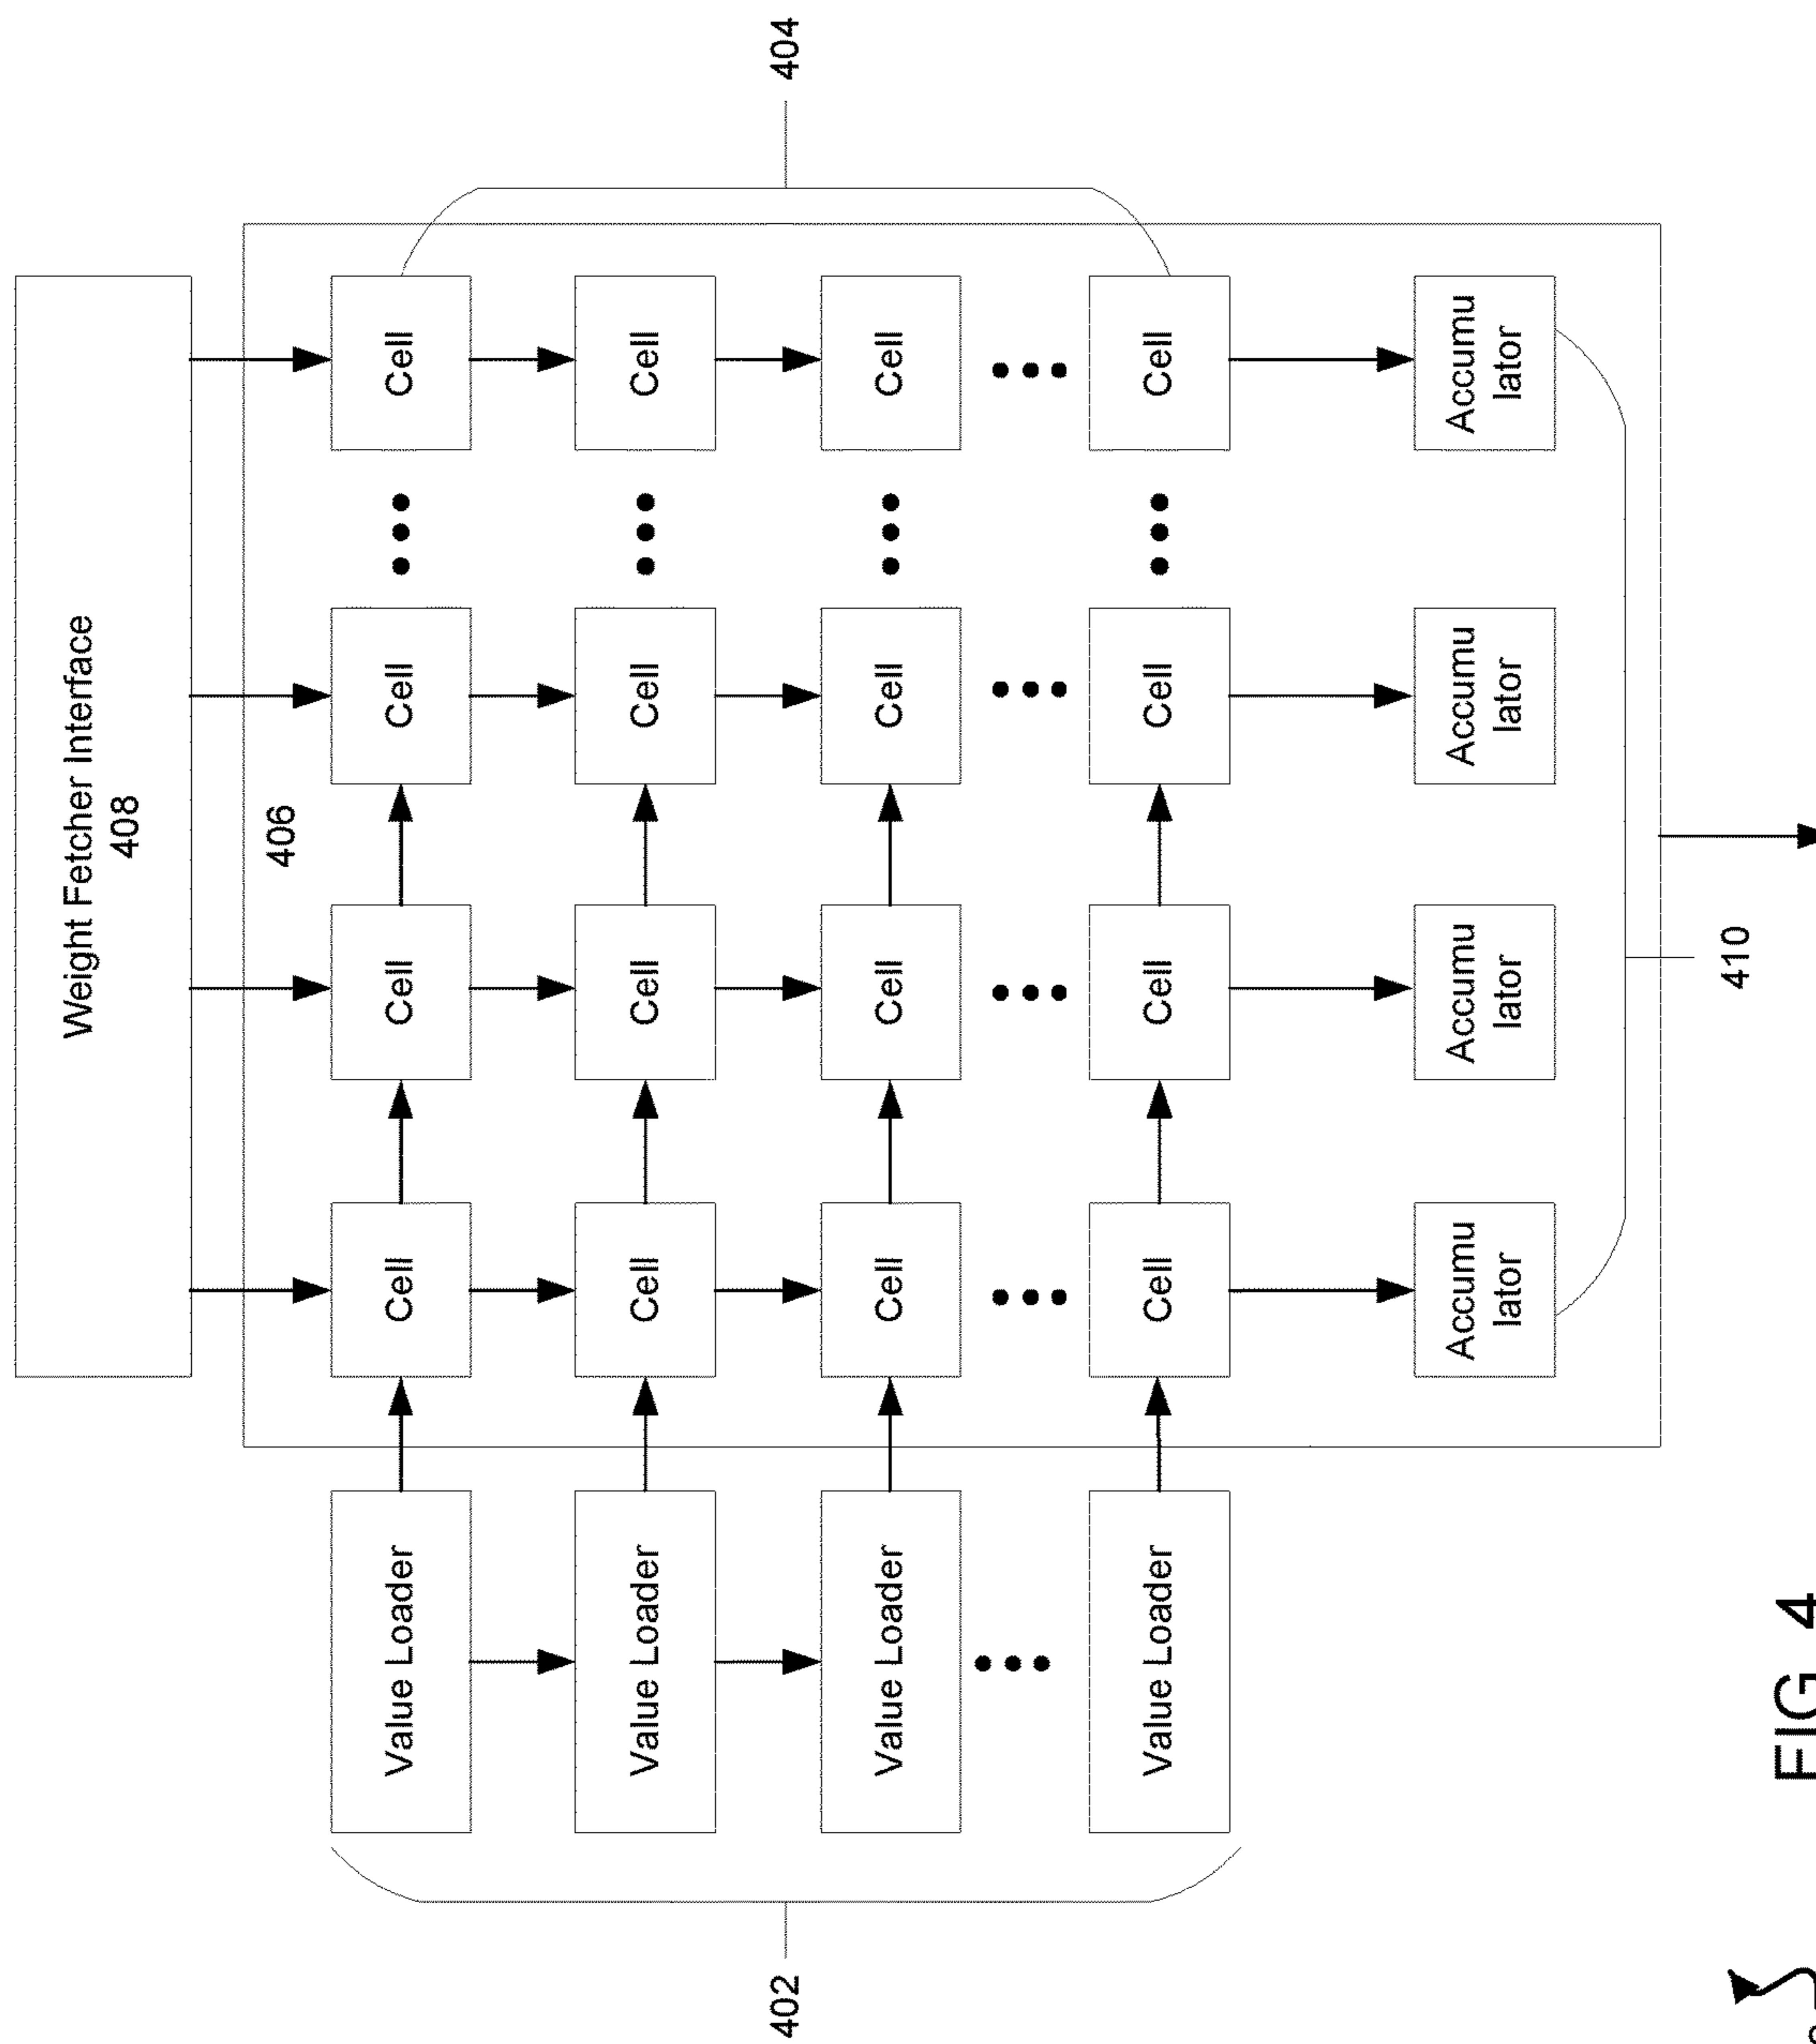 Weight Fetcher Interface
408
406
Value Loader
Cell
Cell
Cell
Cell
Value Loader
Cell
Cell
Cell
Cell
402
404
Value Loader
Cell
Cell
Cell
Cell
Value Loader
Cell
Cell
Cell
Cell
Accumu
lator
Accumu
lator
Accumu
lator
Accumu
lator
410
FIG 4